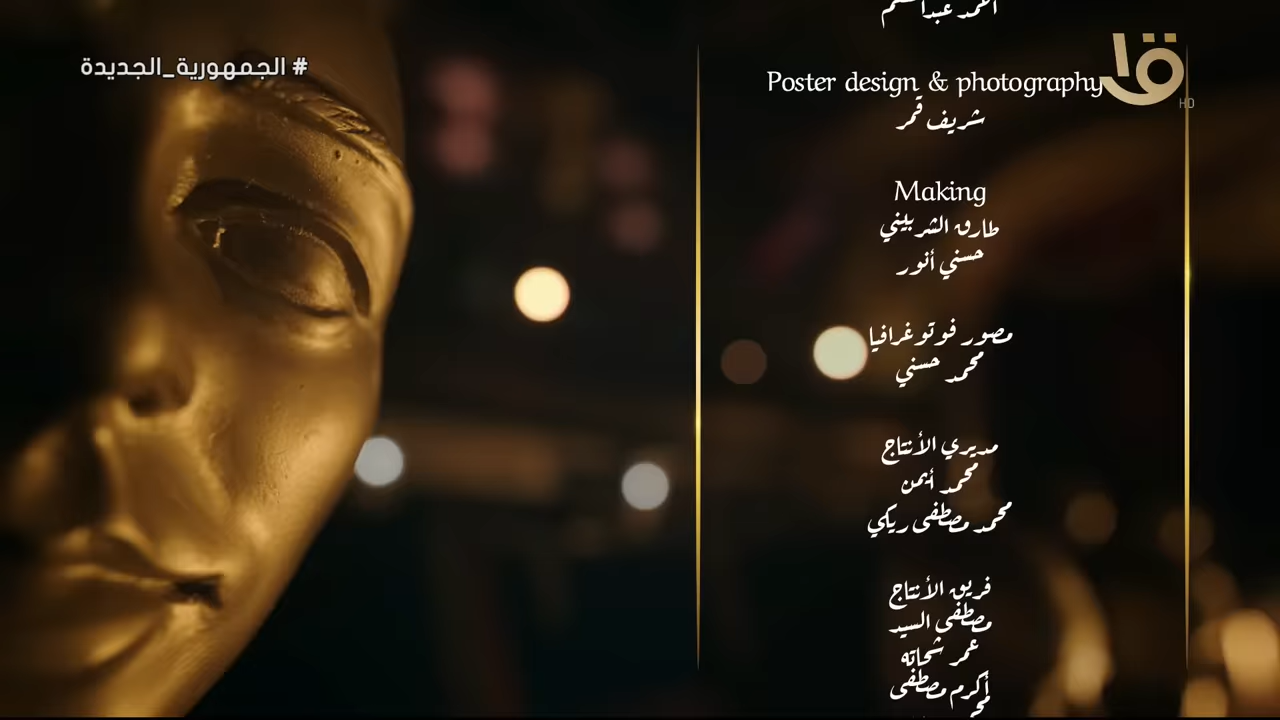 # الجمهورية_الجديدة
Poster design & photography
شريف قمر
Making
طارق الشربيني
حسني أنور
مصور فوتوغرافيا
محمد حسني
مديري الأنتاج
محمد أيمن
محمد مصطفى ريكي
فريق الأنتاج
مصطفى السيد
عمر شحاته
أكرم مصطفى
HD